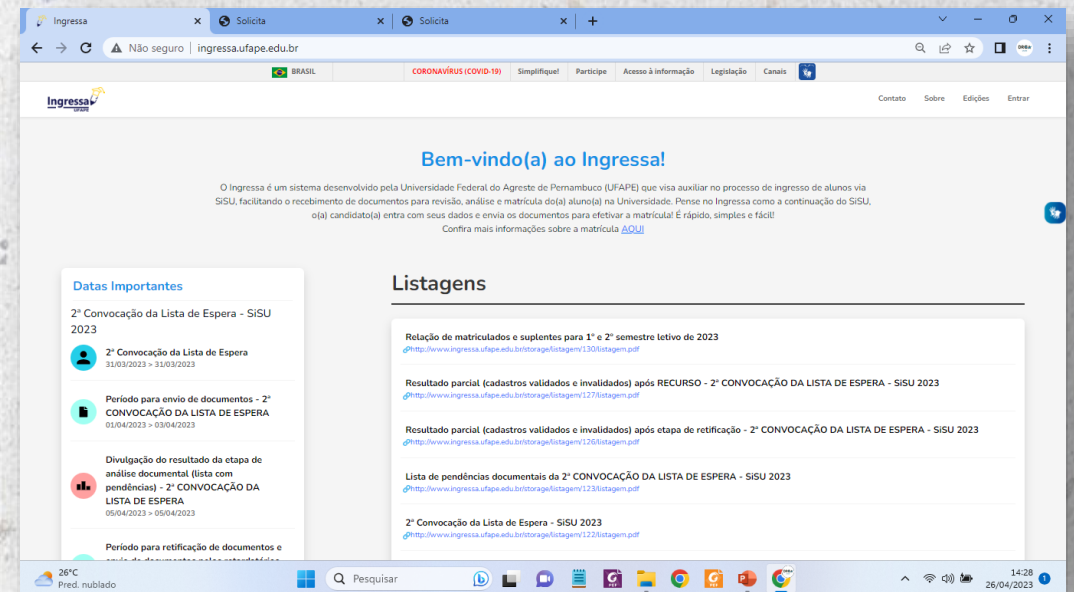 Ingressa
Solicita
Solicita
Não seguro
ingressa.ufape.edu.br
BRASIL
CORONAVÍRUS (COVID-19)
Simplifique!
Participe
Acesso à informação
Legislação
Canais
Ingressa
UFAPE
Contato
Sobre
Edições
Entrar
Bem-vindo(a) ao Ingressa!
O Ingressa é um sistema desenvolvido pela Universidade Federal do Agreste de Pernambuco (UFAPE) que visa auxiliar no processo de ingresso de alunos via
SiSU, facilitando o recebimento de documentos para revisão, análise e matrícula do(a) aluno(a) na Universidade. Pense no Ingressa como a continuação do SiSU,
o(a) candidato(a) entra com seus dados e envia os documentos para efetivar a matrícula! É rápido, simples e fácil!
Confira mais informações sobre a matrícula AQUI
Datas Importantes
2ª Convocação da Lista de Espera - SiSU
2023
2ª Convocação da Lista de Espera
31/03/2023 > 31/03/2023
Período para envio de documentos - 2ª
CONVOCAÇÃO DA LISTA DE ESPERA
01/04/2023 > 03/04/2023
Divulgação do resultado da etapa de
análise documental (lista com
pendências) - 2ª CONVOCAÇÃO DA
LISTA DE ESPERA
05/04/2023 > 05/04/2023
Período para retificação de documentos e
Listagens
Relação de matriculados e suplentes para 1° e 2° semestre letivo de 2023
http://www.ingressa.ufape.edu.br/storage/listagem/130/listagem.pdf
Resultado parcial (cadastros validados e invalidados) após RECURSO - 2ª CONVOCAÇÃO DA LISTA DE ESPERA - SiSU 2023
http://www.ingressa.ufape.edu.br/storage/listagem/127/listagem.pdf
Resultado parcial (cadastros validados e invalidados) após etapa de retificação - 2ª CONVOCAÇÃO DA LISTA DE ESPERA - SiSU 2023
http://www.ingressa.ufape.edu.br/storage/listagem/126/listagem.pdf
Lista de pendências documentais da 2ª CONVOCAÇÃO DA LISTA DE ESPERA - SiSU 2023
http://www.ingressa.ufape.edu.br/storage/listagem/123/listagem.pdf
2ª Convocação da Lista de Espera - SiSU 2023
http://www.ingressa.ufape.edu.br/storage/listagem/122/listagem.pdf
26°C
Pred. nublado
Pesquisar
14:28
26/04/2023
1